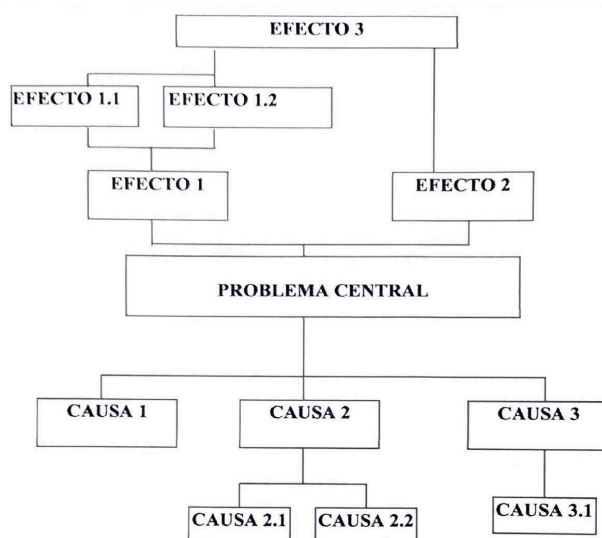 EFECTO 3
EFECTO 1.1
EFECTO 1.2
EFECTO 1
EFECTO 2
PROBLEMA CENTRAL
CAUSA 1
CAUSA 2
CAUSA 3
CAUSA 2.1
CAUSA 2.2
CAUSA 3.1